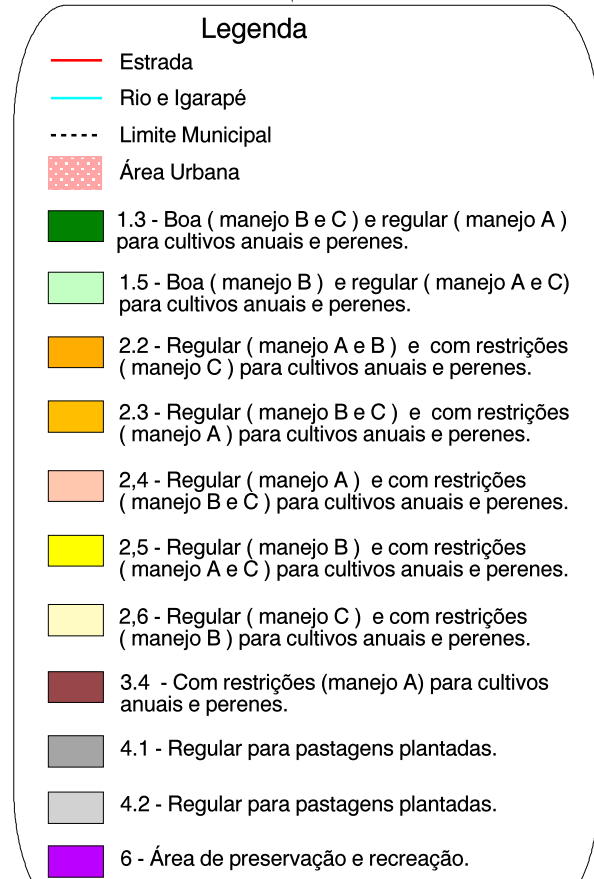 Legenda
Estrada
Rio e Igarapé
Limite Municipal
Área Urbana
1.3 - Boa ( manejo B e C ) e regular ( manejo A )
para cultivos anuais e perenes.
1.5 - Boa ( manejo B ) e regular ( manejo A e C)
para cultivos anuais e perenes.
2.2 - Regular ( manejo A e B ) e com restrições
( manejo C ) para cultivos anuais e perenes.
2.3 - Regular ( manejo B e C ) e com restrições
( manejo A ) para cultivos anuais e perenes.
2,4 - Regular ( manejo A ) e com restrições
( manejo B e C ) para cultivos anuais e perenes.
2,5 - Regular ( manejo B ) e com restrições
( manejo A e C ) para cultivos anuais e perenes.
2,6 - Regular ( manejo C ) e com restrições
( manejo B ) para cultivos anuais e perenes.
3.4 - Com restrições (manejo A) para cultivos
anuais e perenes.
4.1 - Regular para pastagens plantadas.
4.2 - Regular para pastagens plantadas.
6 - Área de preservação e recreação.